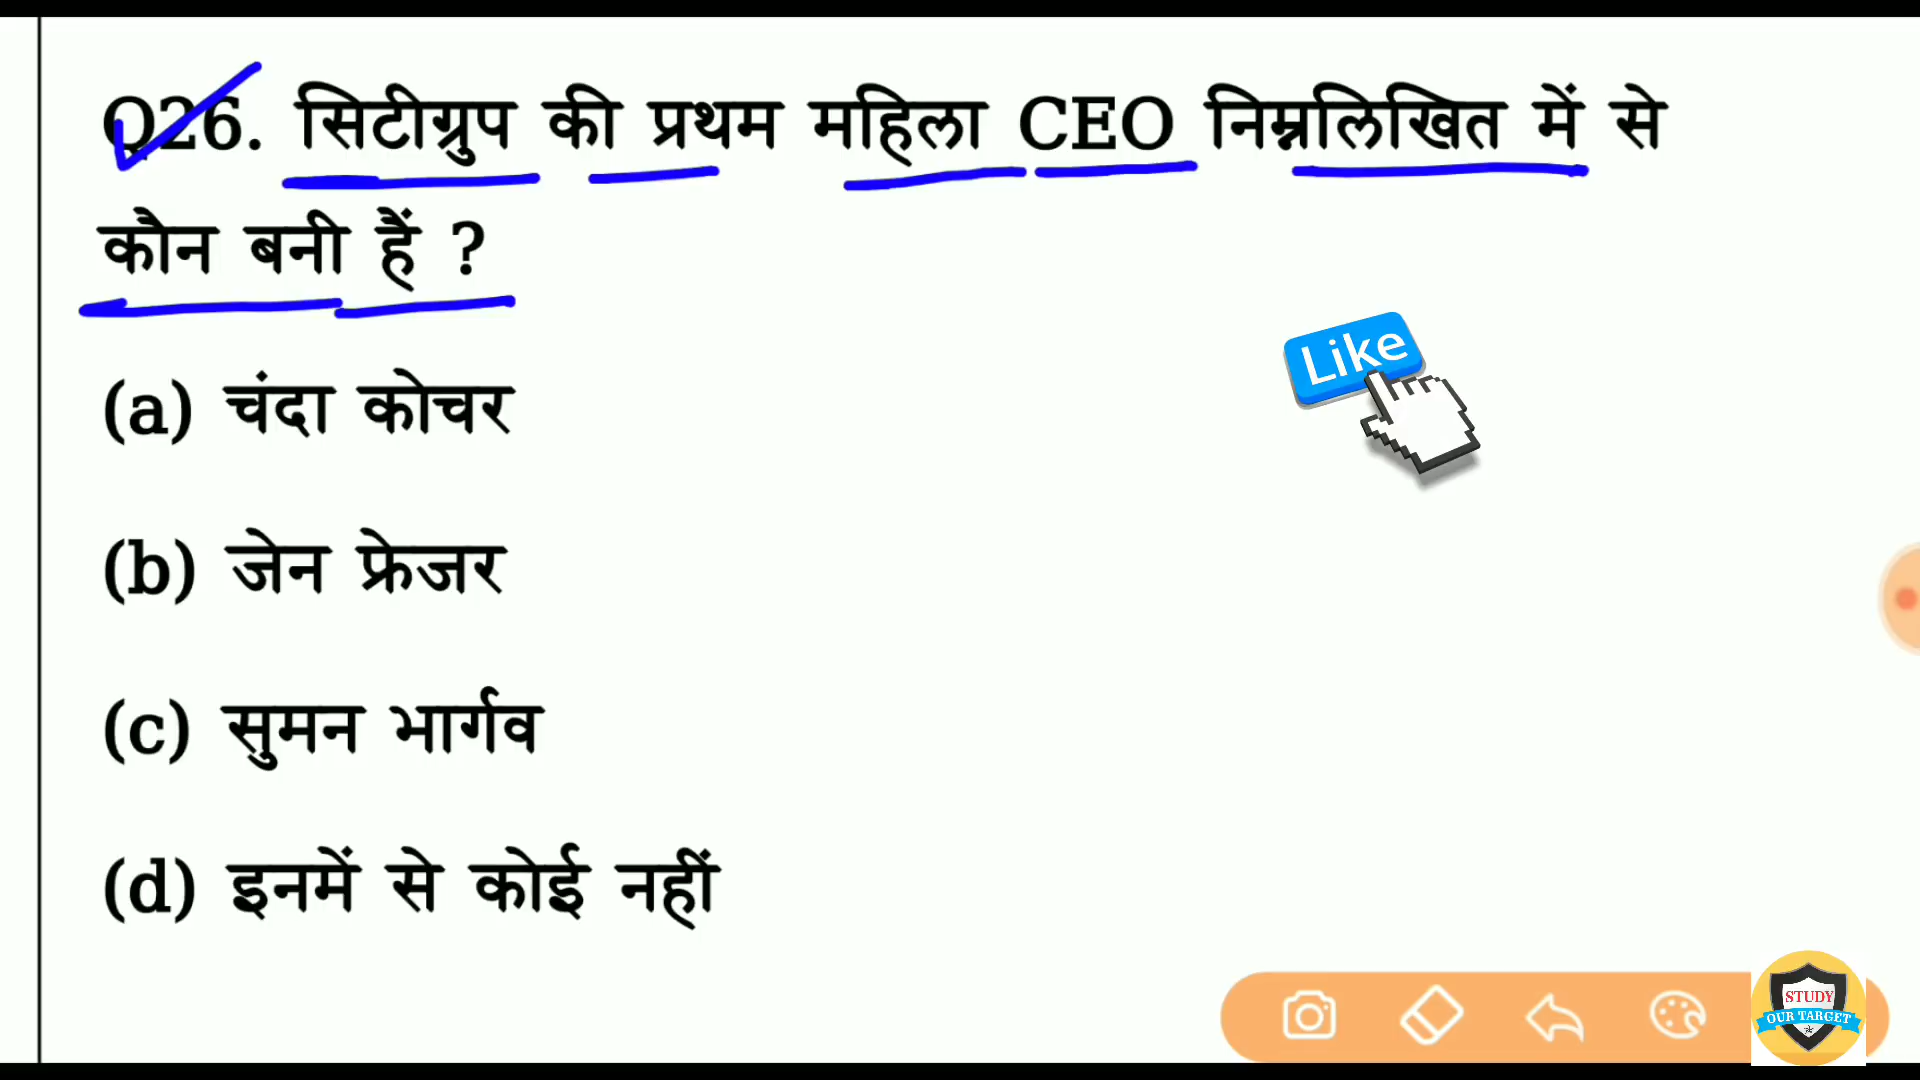 Q26. सिटीग्रुप की प्रथम महिला CEO निम्नलिखित में से
कौन बनी हैं ?
Like
(a) चंदा कोचर
(b) जेन फ्रेजर
(c) सुमन भार्गव
(d) इनमें से कोई नहीं
STUDY
OUR TARGET